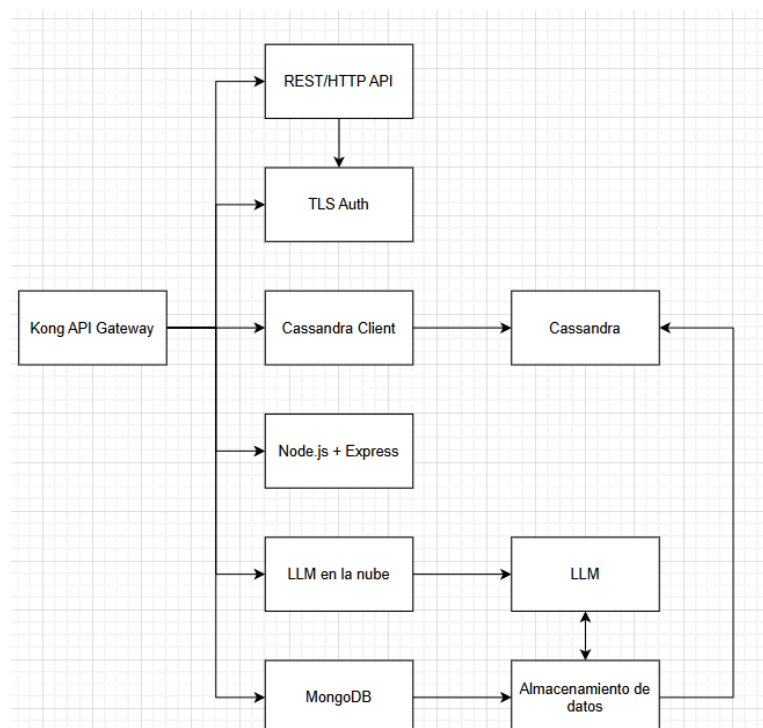 REST/HTTP API
TLS Auth
Kong API Gateway
Cassandra Client
Cassandra
Node.js + Express
LLM en la nube
LLM
MongoDB
Almacenamiento de
datos